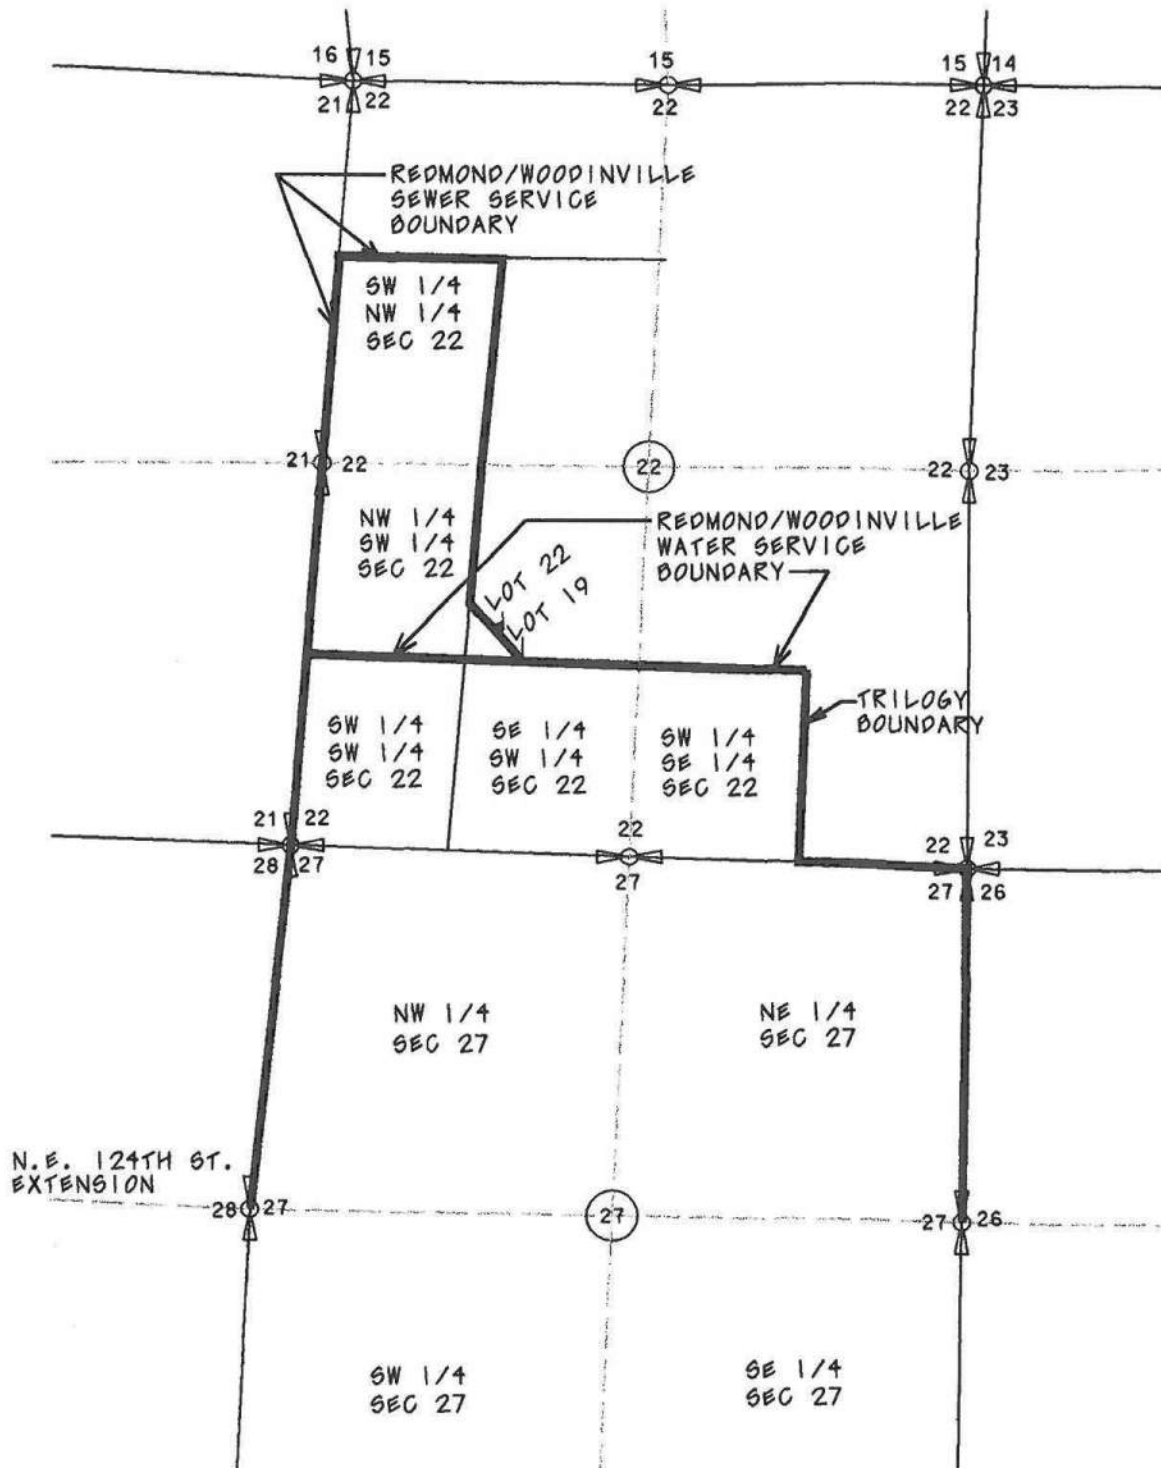 16 15
15
15 14
21 22
22
22 23
REDMOND/WOODINVILLE
SEWER SERVICE
BOUNDARY
SW 1/4
NW 1/4
SEC 22
21 22
22
22 23
NW 1/4
SW 1/4
SEC 22
REDMOND/WOODINVILLE
WATER SERVICE
BOUNDARY
LOT 22
LOT 19
TRILOGY
BOUNDARY
SW 1/4
SW 1/4
SEC 22
SE 1/4
SW 1/4
SEC 22
SW 1/4
SE 1/4
SEC 22
21 22
22
22 23
28 27
27
27 26
NW 1/4
SEC 27
NE 1/4
SEC 27
N.E. 124TH ST.
EXTENSION
28 27
27
27 26
SW 1/4
SEC 27
SE 1/4
SEC 27